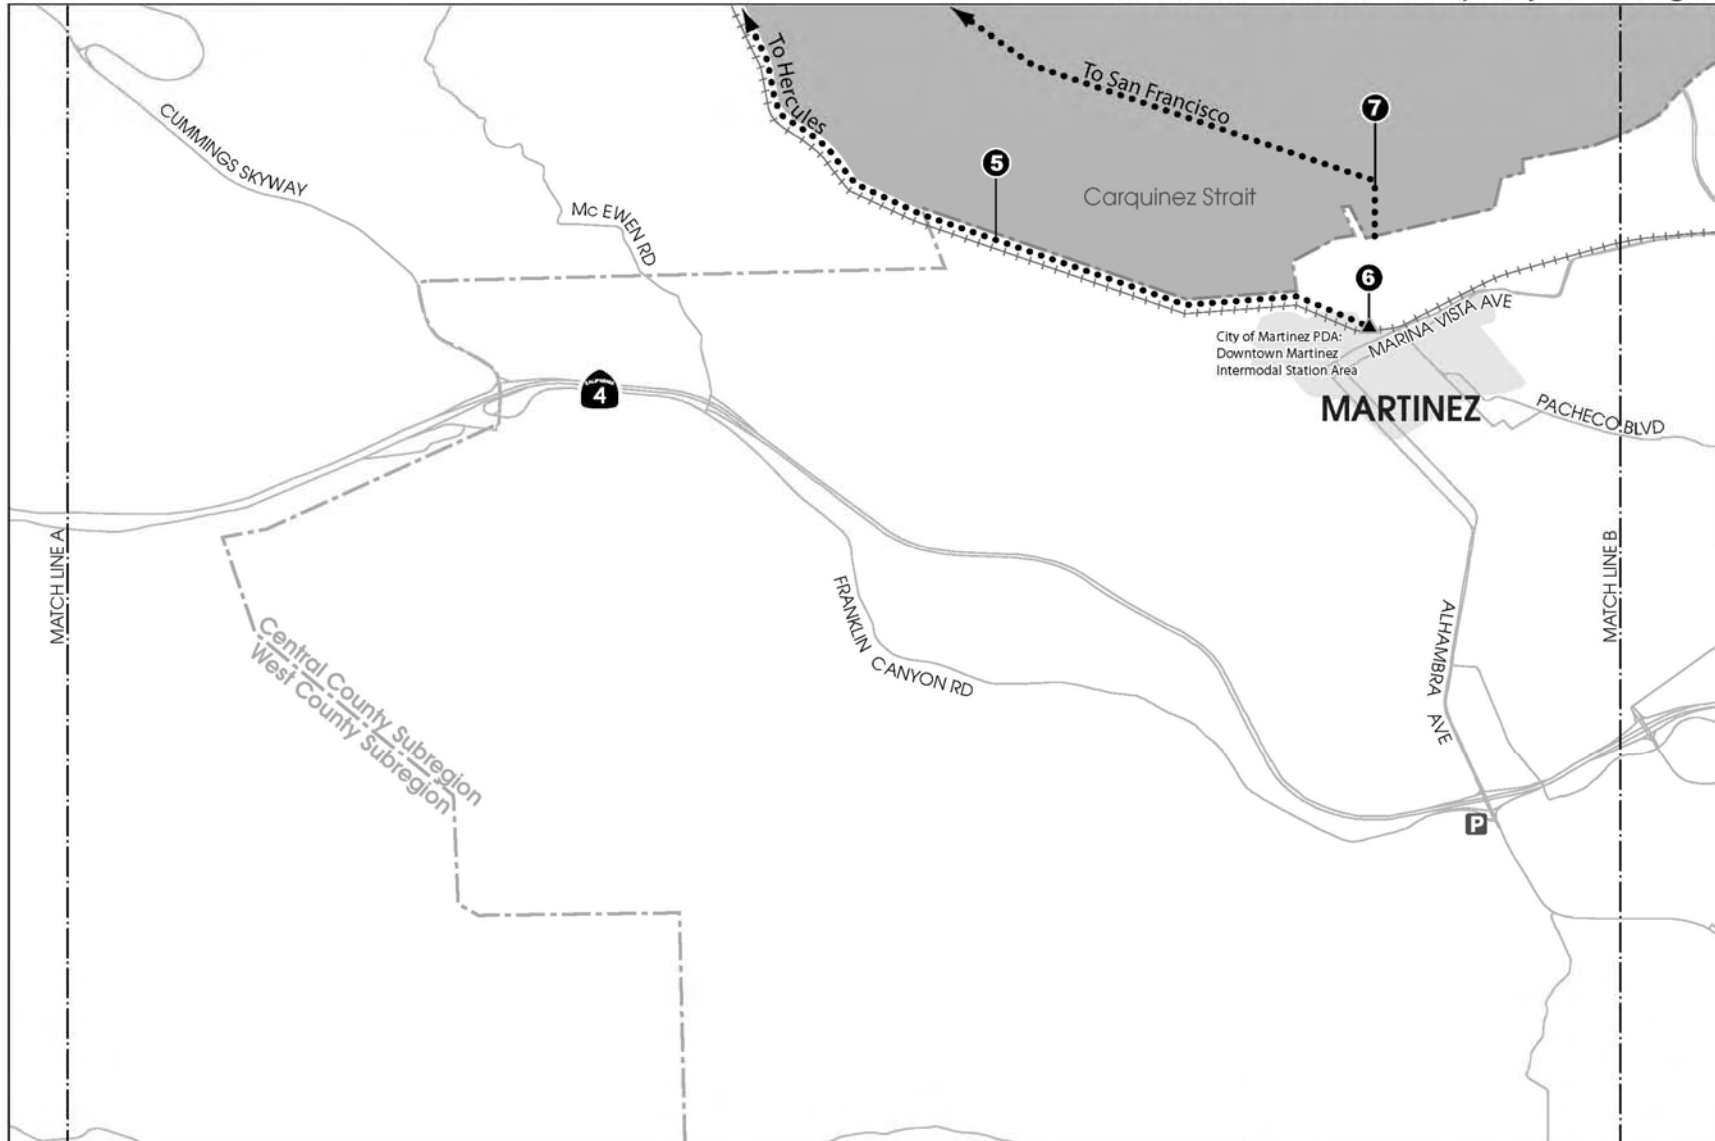 To Hercules
To San Francisco
7
CUMMINGS SKYWAY
5
Carquinez Strait
Mc EWEN RD
6
MARINA VISTA AVE
City of Martinez PDA:
Downtown Martinez
Intermodal Station Area
CALIFORNIA
4
MARTINEZ
PACHECO BLVD
MATCH LINE A
MATCH LINE B
FRANKLIN CANYON RD
ALHAMBRA AVE
Central County Subregion
West County Subregion
P